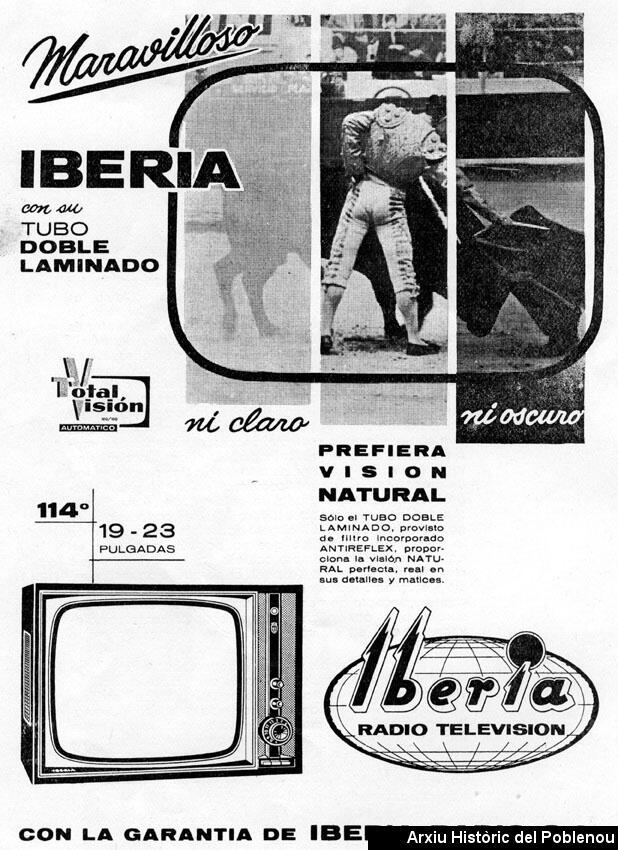 Maravilloso
IBERIA
con su
TUBO
DOBLE
LAMINADO
Total
Visión
AUTOMATICO
ni claro
ni oscuro
PREFIERA
VISION
NATURAL
Sólo el TUBO DOBLE
LAMINADO, provisto
de filtro incorporado
ANTIREFLEX, propor-
ciona la visión NATU-
RAL perfecta, real en
sus detalles y matices.
114°
19 - 23
PULGADAS
IBERIA
Iberia
RADIO TELEVISION
CON LA GARANTIA DE
Arxiu Històric del Poblenou